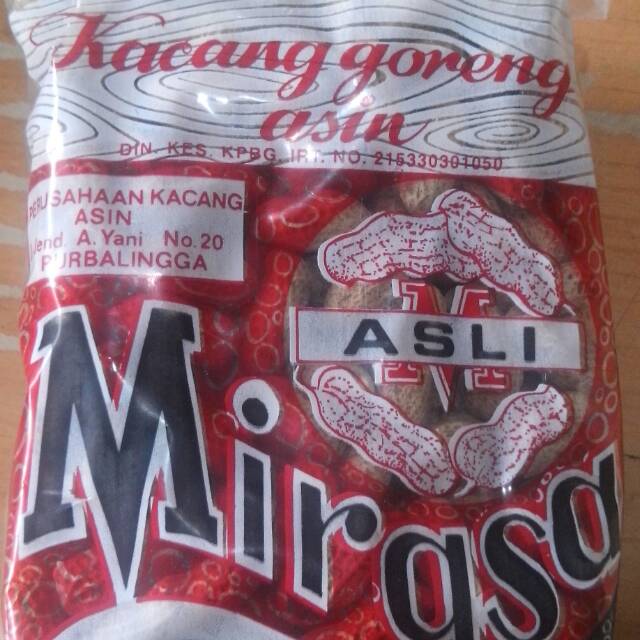 Kacang goreng
asin
DIN. KES. KPBG. IRT. NO. 215330301050
PERUSAHAAN KACANG
ASIN
Jend. A. Yani No. 20
PURBALINGGA
M
ASLI
Mirasa